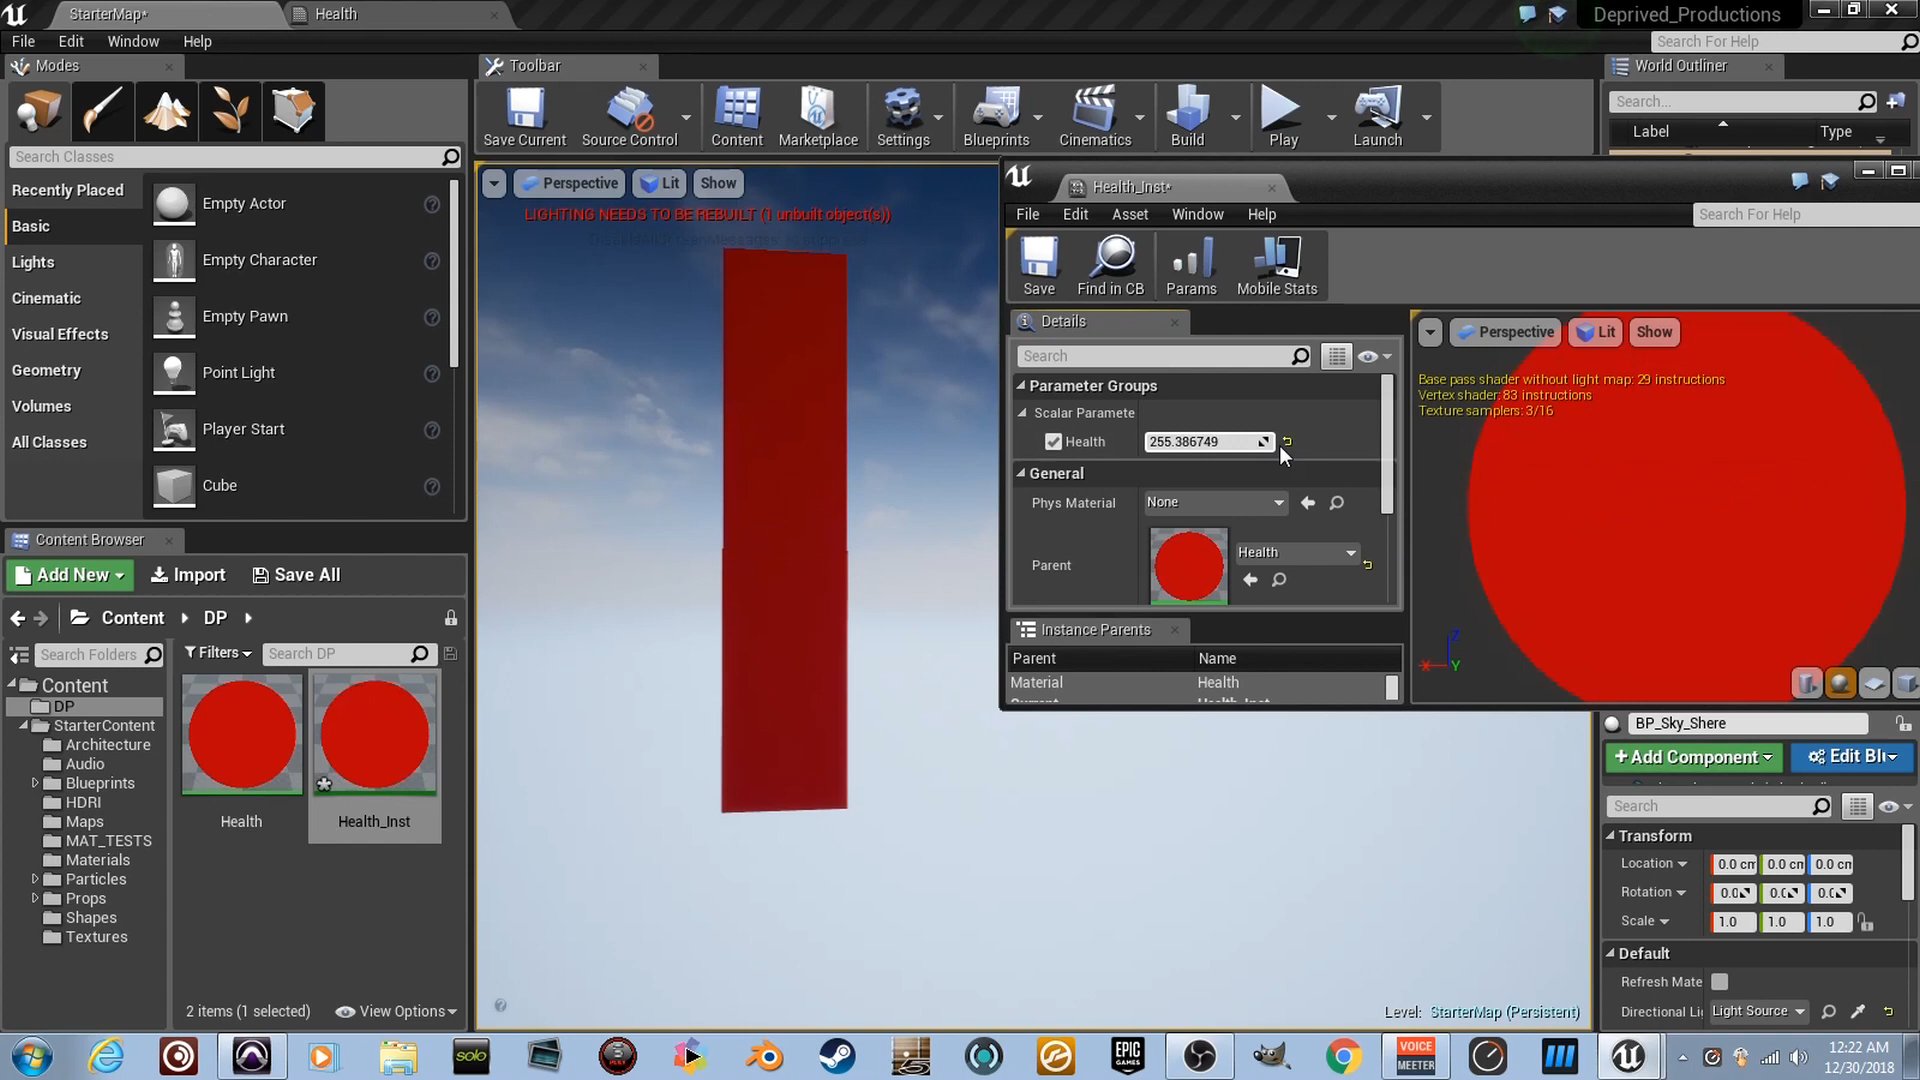 StarterMap*
Health
Deprived_Productions
File Edit Window Help
Search For Help
Modes
Toolbar
World Outliner
Save Current
Source Control
Content
Marketplace
Settings
Blueprints
Cinematics
Build
Play
Launch
Search...
Label
Type
Search Classes
Recently Placed
Basic
Lights
Cinematic
Visual Effects
Geometry
Volumes
All Classes
Empty Actor
Empty Character
Empty Pawn
Point Light
Player Start
Cube
Perspective
Lit
Show
LIGHTING NEEDS TO BE REBUILT (1 unbuilt object(s))
Health_Inst*
File Edit Asset Window Help
Search For Help
Save
Find in CB
Params
Mobile Stats
Details
Search
Parameter Groups
Scalar Paramete
Health
255.386749
General
Phys Material
None
Parent
Health
Instance Parents
Parent
Name
Material
Health
Perspective
Lit
Show
Base pass shader without light map: 29 instructions
Vertex shader: 83 instructions
Texture samplers: 3/16
Z
X
Y
Content Browser
Add New
Import
Save All
Content
DP
Search Folders
Filters
Search DP
Content
DP
StarterContent
Architecture
Audio
Blueprints
HDRI
Maps
MAT_TESTS
Materials
Particles
Props
Shapes
Textures
Health
Health_Inst
2 items (1 selected)
View Options
Level: StarterMap (Persistent)
BP_Sky_Shere
+Add Component
Edit Blu
Search
Transform
Location
0.0 cm
0.0 cm
0.0 cm
Rotation
0.0
0.0
0.0
Scale
1.0
1.0
1.0
Default
Refresh Mate
Directional Li
Light Source
solo
EPIC
GAMES
VOICE
MEETER
12:22 AM
12/30/2018